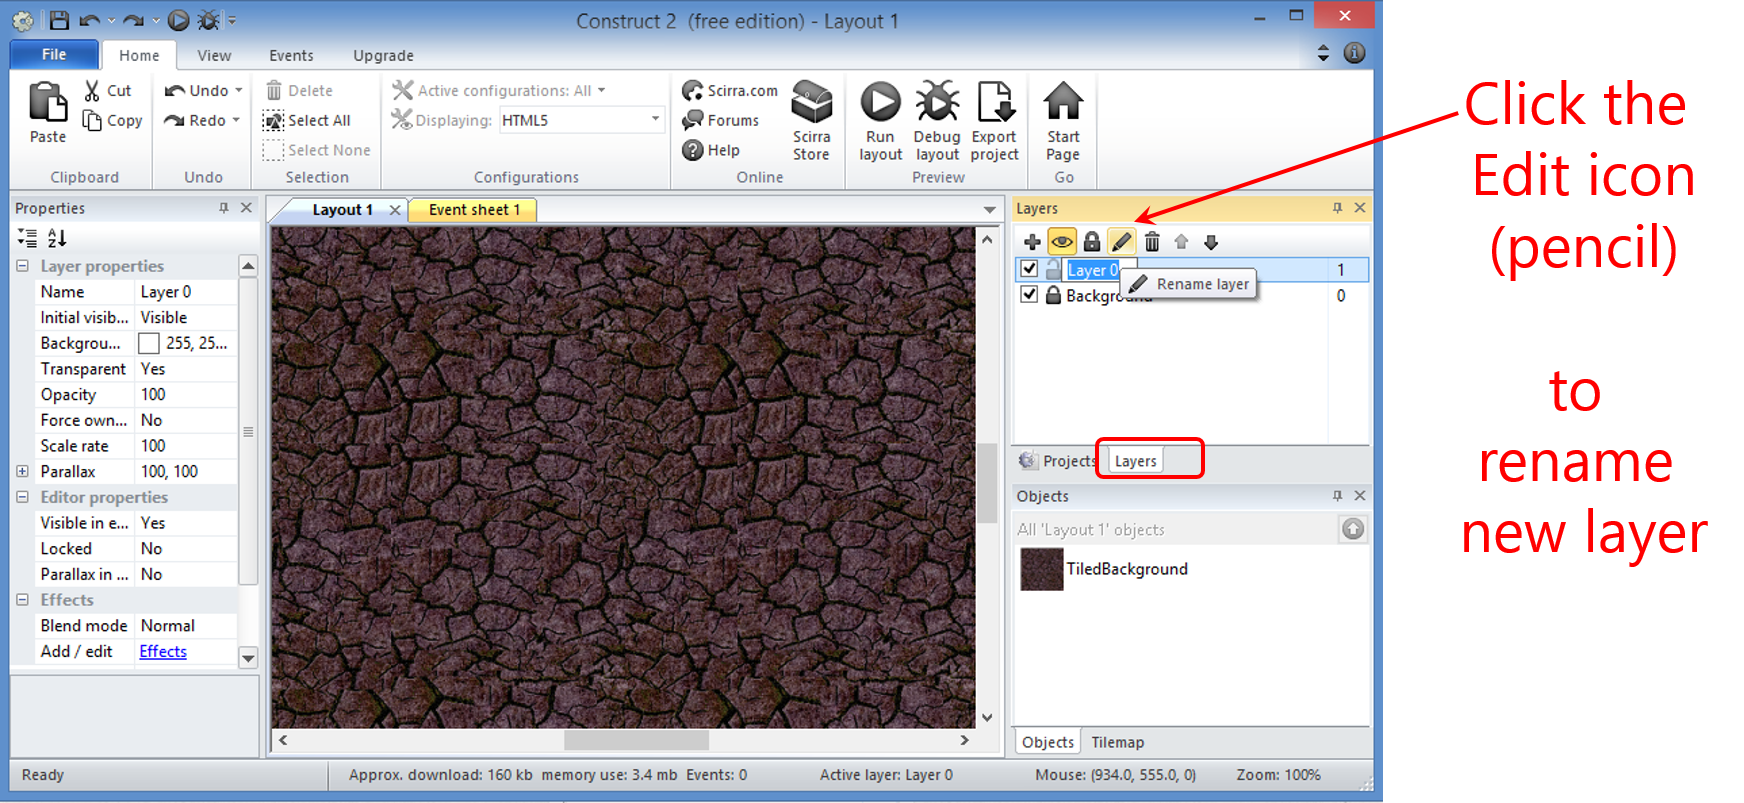 Construct 2 (free edition) - Layout 1
File Home View Events Upgrade
Paste
Cut
Copy
Clipboard
Undo
Redo
Undo
Delete
Select All
Select None
Selection
Active configurations: All
Displaying: HTML5
Configurations
Scirra.com
Forums
Help
Scirra
Store
Online
Run
layout
Debug
layout
Export
project
Preview
Start
Page
Go
Properties
Layer properties
Name Layer 0
Initial visib... Visible
Backgrou... 255, 25...
Transparent Yes
Opacity 100
Force own... No
Scale rate 100
Parallax 100, 100
Editor properties
Visible in e... Yes
Locked No
Parallax in ... No
Effects
Blend mode Normal
Add / edit Effects
Layout 1 Event sheet 1
Layers
Layer 0 1
Rename layer
Background 0
Projects Layers
Objects
All 'Layout 1' objects
TiledBackground
Objects Tilemap
Ready Approx. download: 160 kb memory use: 3.4 mb Events: 0 Active layer: Layer 0 Mouse: (934.0, 555.0, 0) Zoom: 100%
Click the
Edit icon
(pencil)
to
rename
new layer